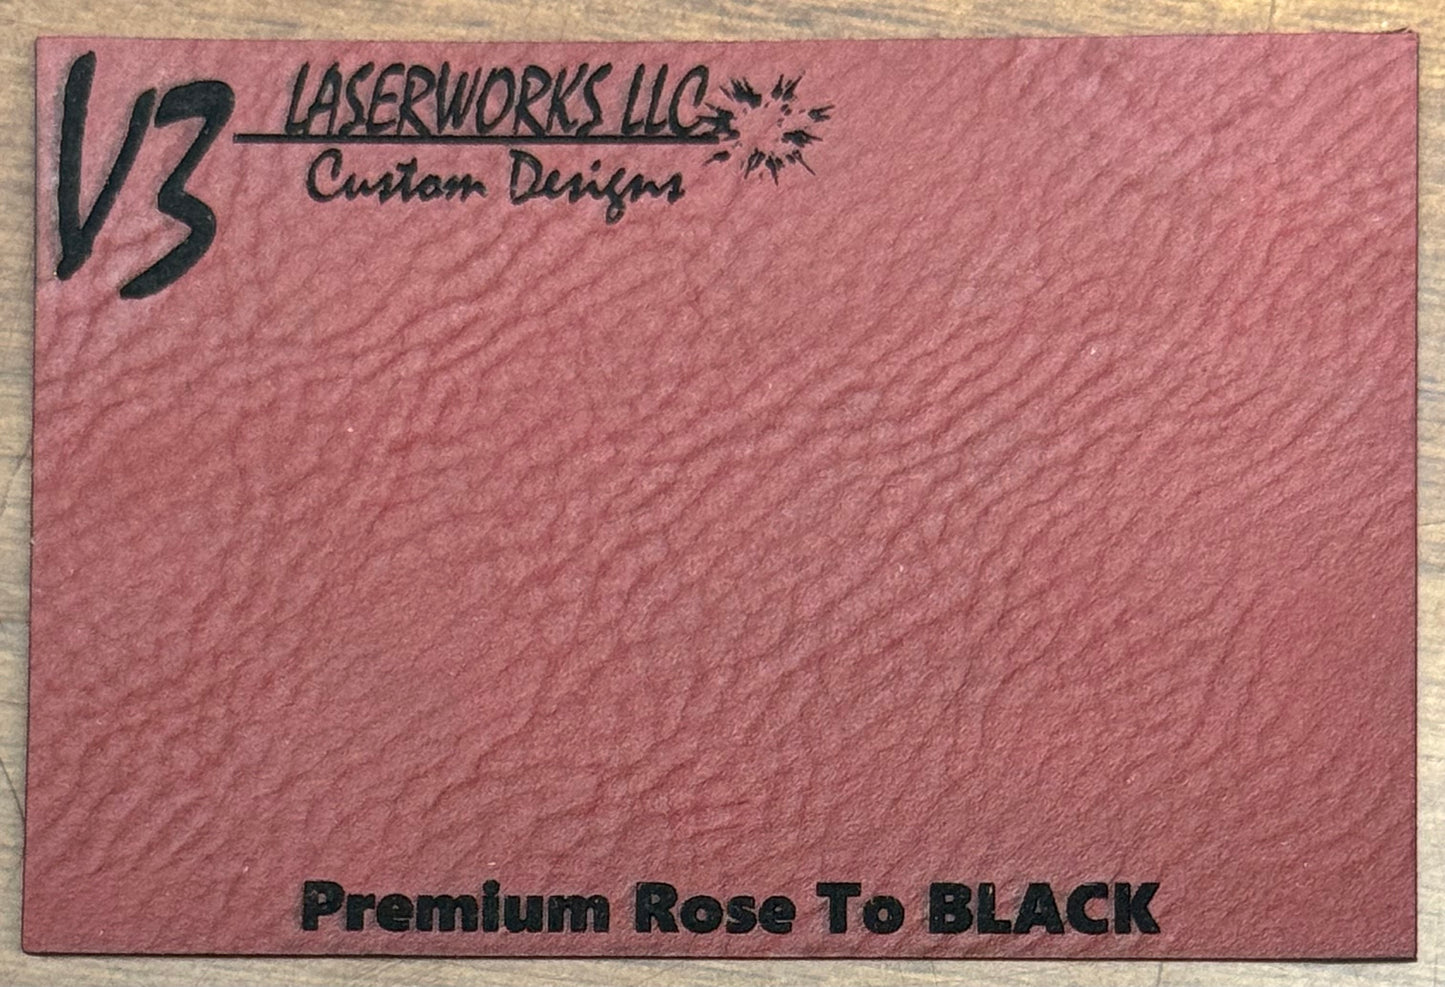 V3 LASERWORKS LLC
Custom Designs
Premium Rose To BLACK